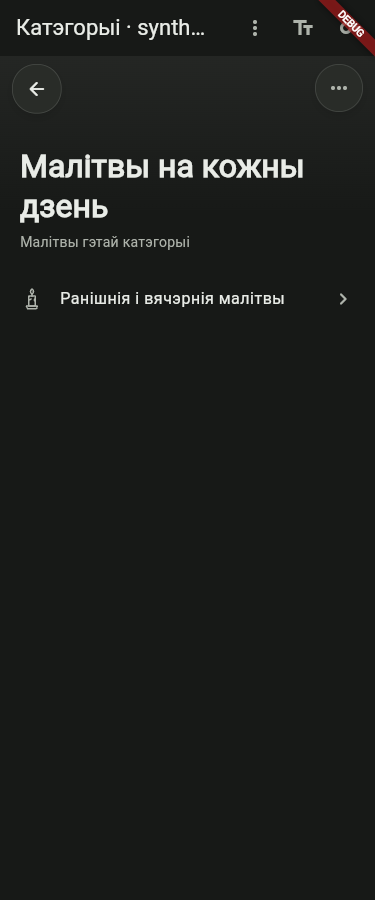 Катэгорыі · synth…
DEBUG
Малітвы на кожны
дзень
Малітвы гэтай катэгорыі
Ранішнія і вячэрнія малітвы